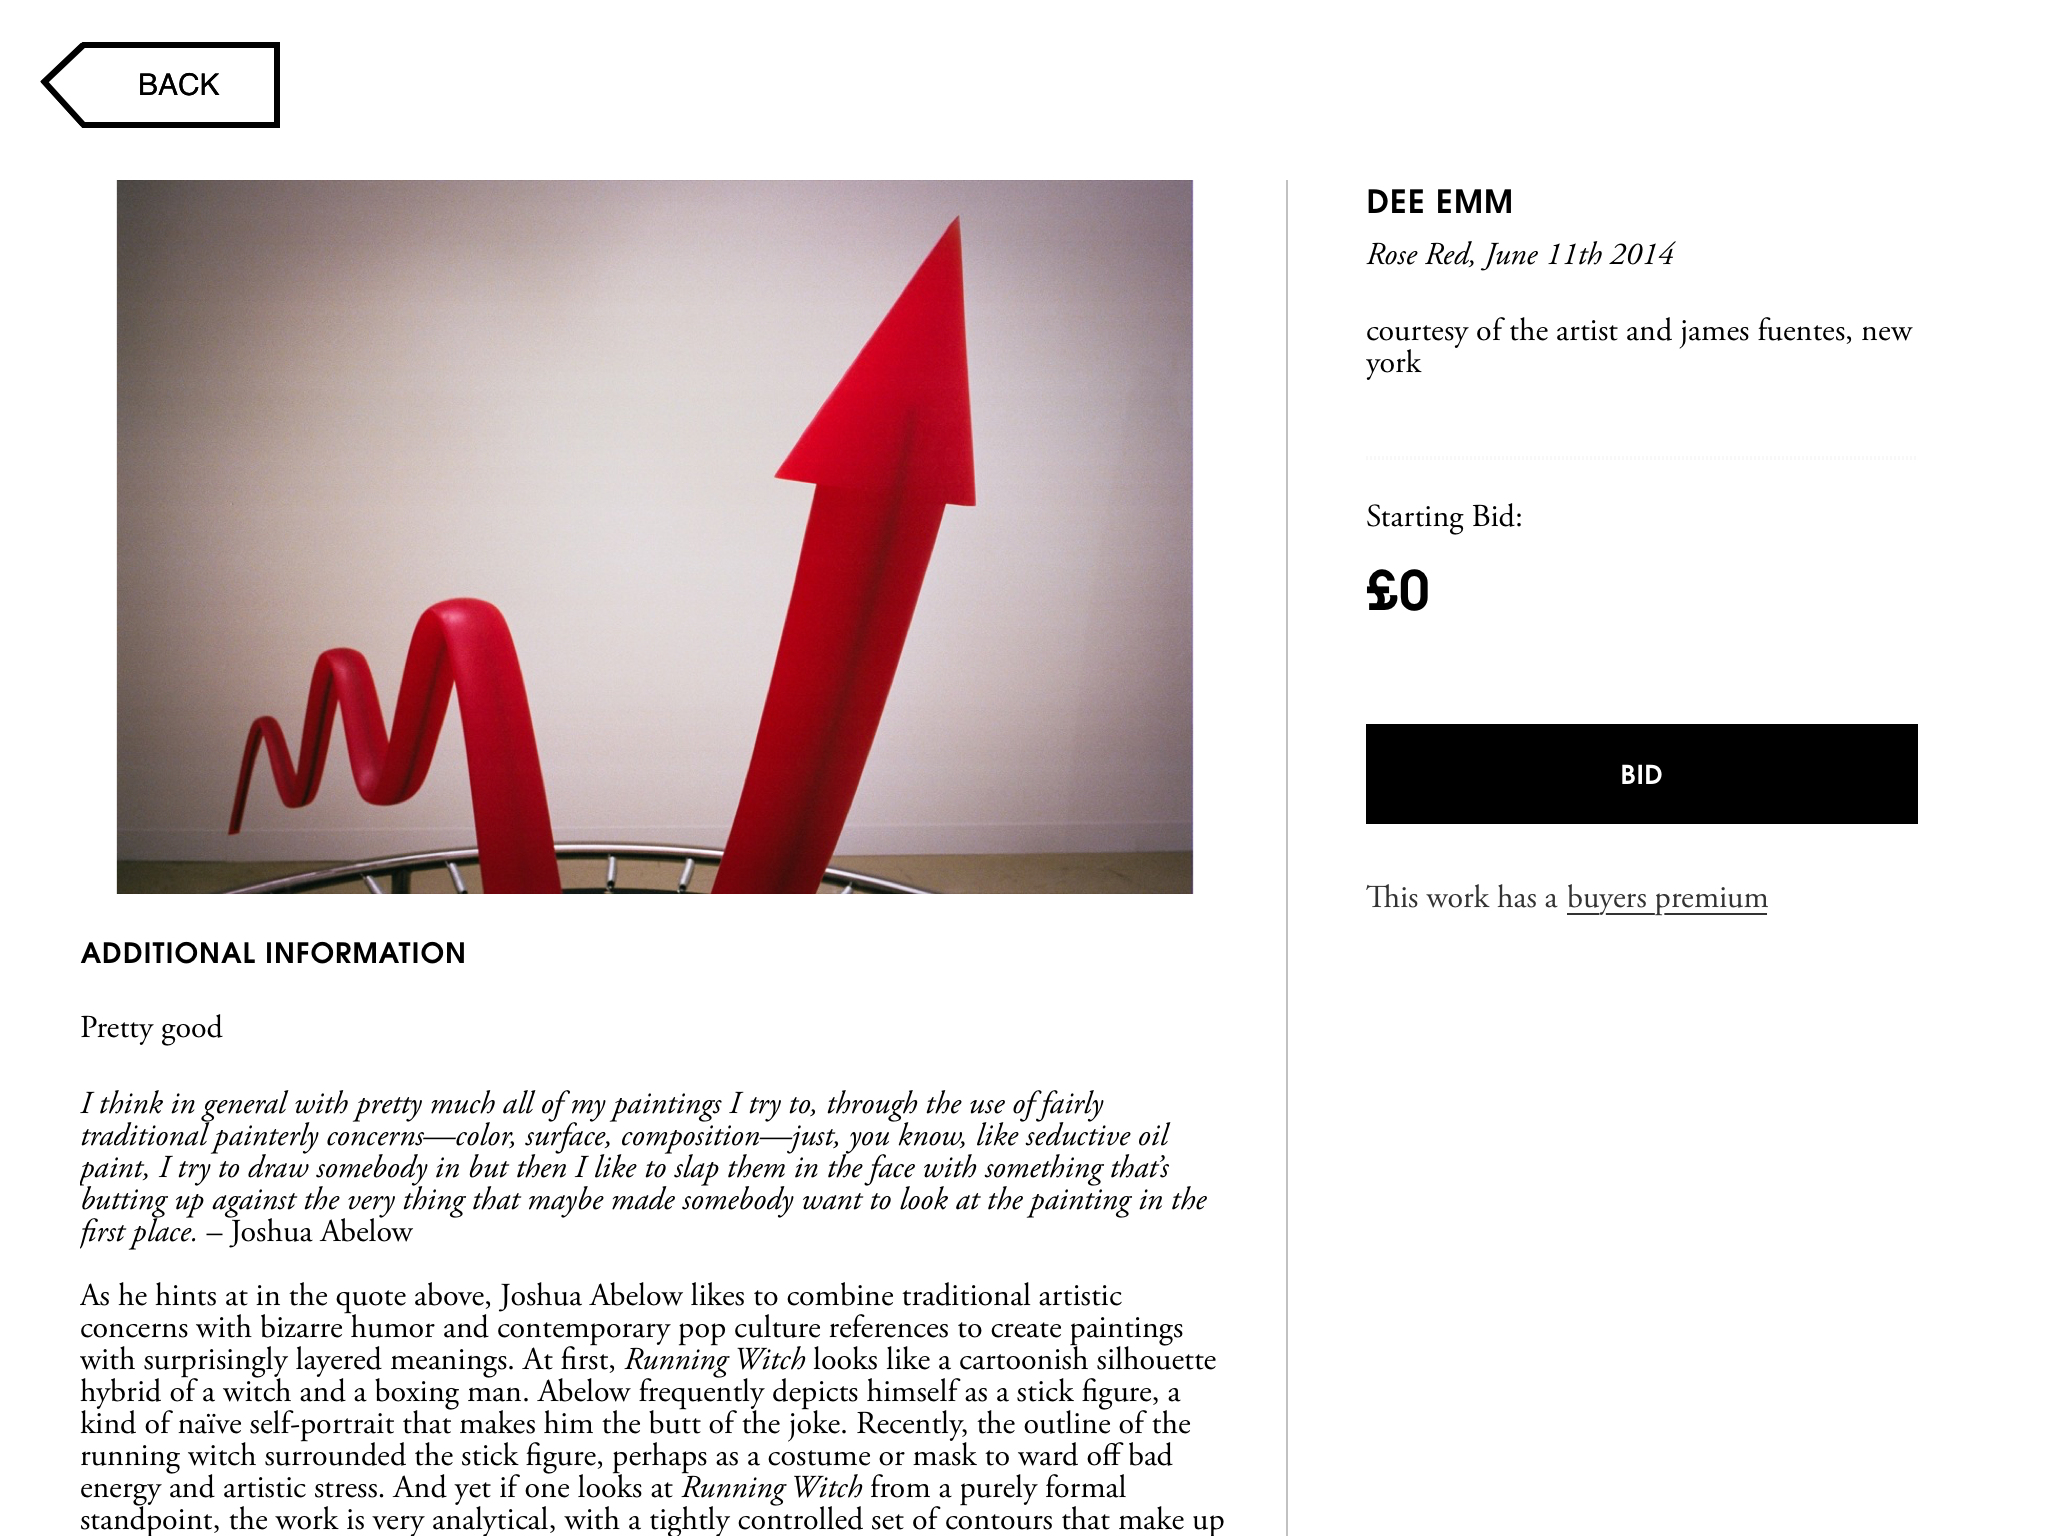 BACK
DEE EMM
Rose Red, June 11th 2014
courtesy of the artist and james fuentes, new
york
Starting Bid:
£0
BID
This work has a buyers premium
ADDITIONAL INFORMATION
Pretty good
I think in general with pretty much all of my paintings I try to, through the use of fairly
traditional painterly concerns—color, surface, composition—just, you know, like seductive oil
paint, I try to draw somebody in but then I like to slap them in the face with something that’s
butting up against the very thing that maybe made somebody want to look at the painting in the
first place. – Joshua Abelow
As he hints at in the quote above, Joshua Abelow likes to combine traditional artistic
concerns with bizarre humor and contemporary pop culture references to create paintings
with surprisingly layered meanings. At first, Running Witch looks like a cartoonish silhouette
hybrid of a witch and a boxing man. Abelow frequently depicts himself as a stick figure, a
kind of naïve self-portrait that makes him the butt of the joke. Recently, the outline of the
running witch surrounded the stick figure, perhaps as a costume or mask to ward off bad
energy and artistic stress. And yet if one looks at Running Witch from a purely formal
standpoint, the work is very analytical, with a tightly controlled set of contours that make up